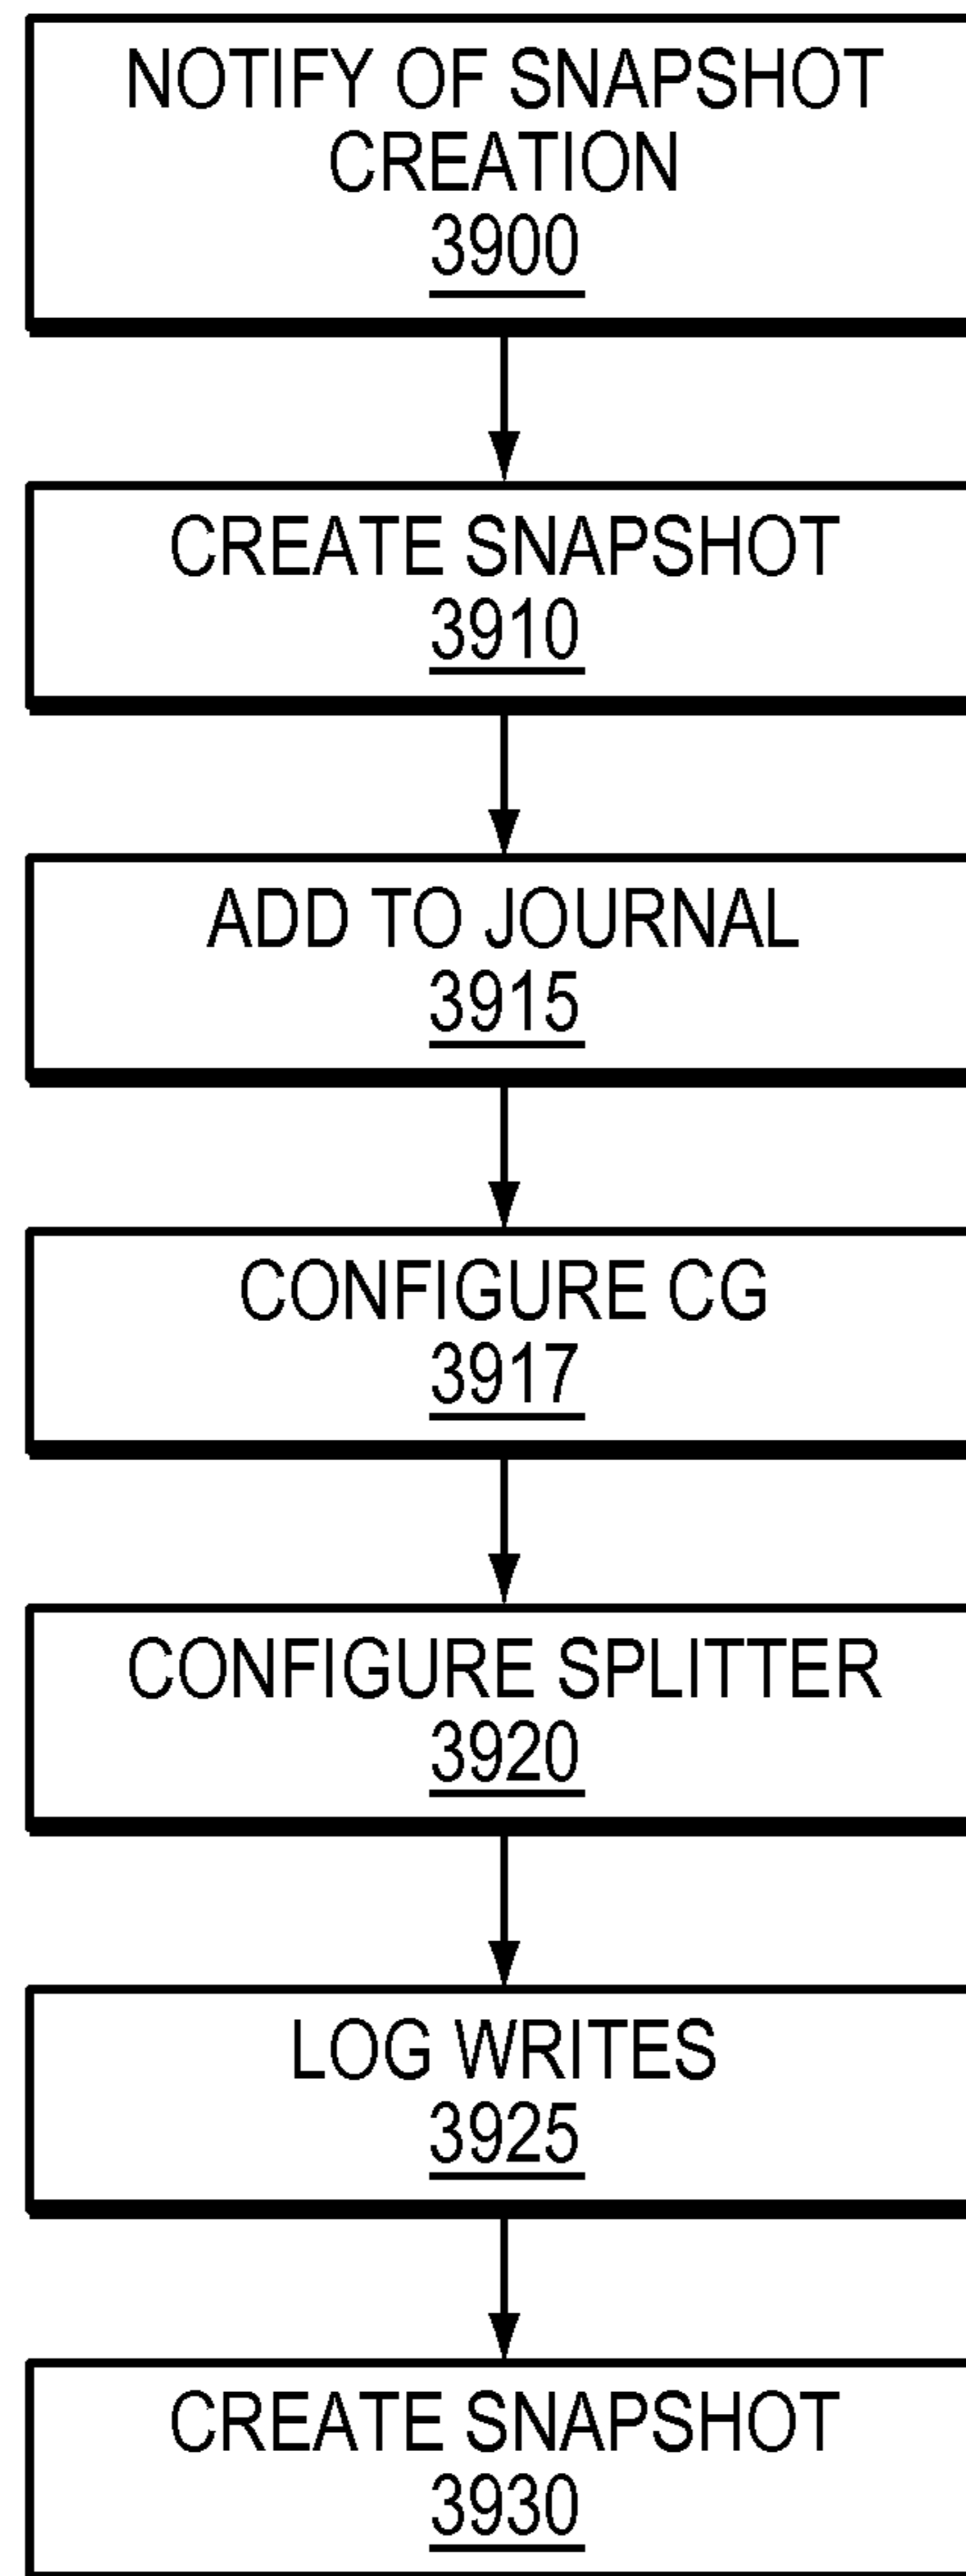 NOTIFY OF SNAPSHOT
CREATION
3900
CREATE SNAPSHOT
3910
ADD TO JOURNAL
3915
CONFIGURE CG
3917
CONFIGURE SPLITTER
3920
LOG WRITES
3925
CREATE SNAPSHOT
3930